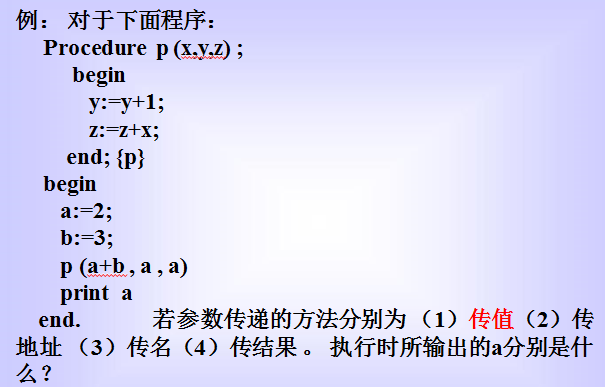 例： 对于下面程序：
Procedure p (x,y,z) ;
begin
y:=y+1;
z:=z+x;
end; {p}
begin
a:=2;
b:=3;
p (a+b , a , a)
print a
end. 若参数传递的方法分别为 （1）传值（2）传
地址 （3）传名（4）传结果 。 执行时所输出的a分别是什
么？